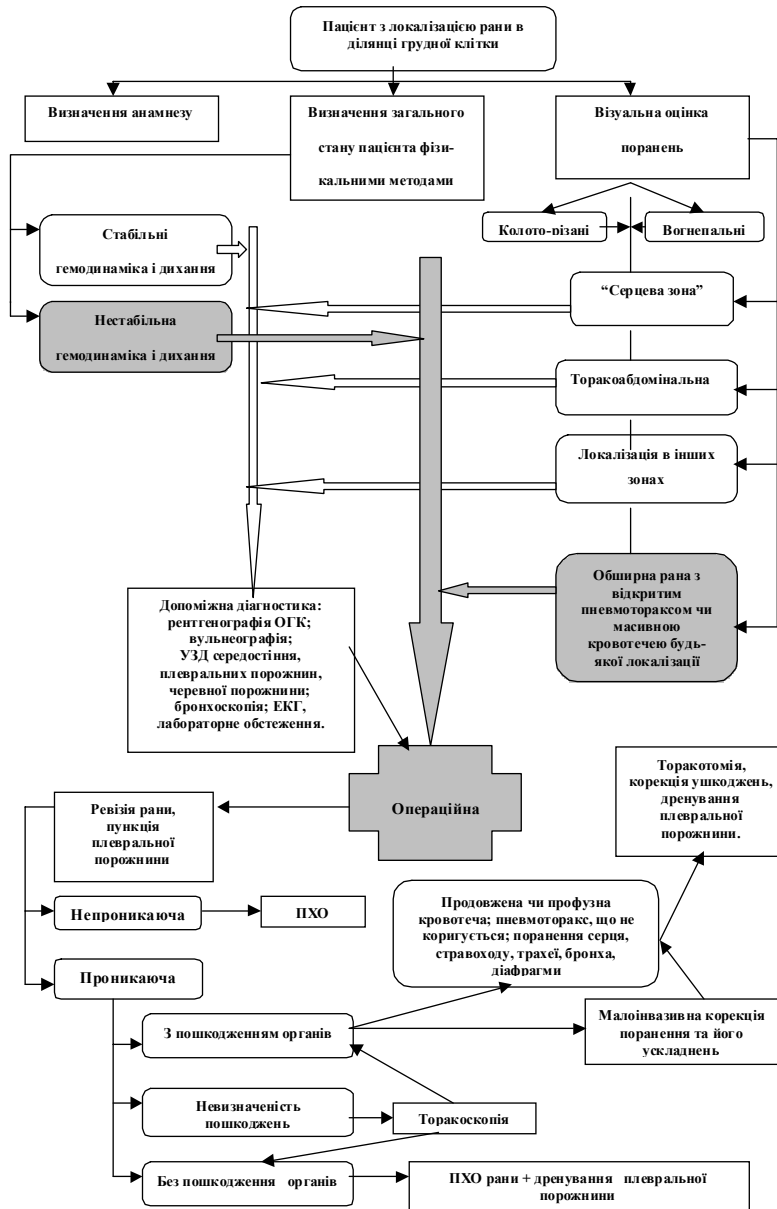 Пацієнт з локалізацією рани в
ділянці грудної клітки
Визначення анамнезу
Визначення загального
стану пацієнта фізи-
кальними методами
Візуальна оцінка
поранень
Колото-різані
Вогнепальні
Стабільні
гемодинаміка і дихання
“Серцева зона”
Нестабільна
гемодинаміка і дихання
Торакоабдомінальна
Локалізація в інших
зонах
Обширна рана з
відкритим
пневмотораксом чи
масивною
кровотечею будь-
якої локалізації
Допоміжна діагностика:
рентгенографія ОГК;
вульнеографія;
УЗД середостіння,
плевральних порожнин,
черевної порожнини;
бронхоскопія; ЕКГ,
лабораторне обстеження.
Операційна
Торакотомія,
корекція ушкоджень,
дренування
плевральної
порожнини.
Ревізія рани,
пункція
плевральної
порожнини
Непроникаюча
ПХО
Продовжена чи профузна
кровотеча; пневмоторакс, що не
коригується; поранення серця,
стравоходу, трахеї, бронха,
діафрагми
Проникаюча
З пошкодженням органів
Малоінвазивна корекція
поранення та його
ускладнень
Невизначеність
пошкоджень
Торакоскопія
Без пошкодження органів
ПХО рани + дренування плевральної
порожнини